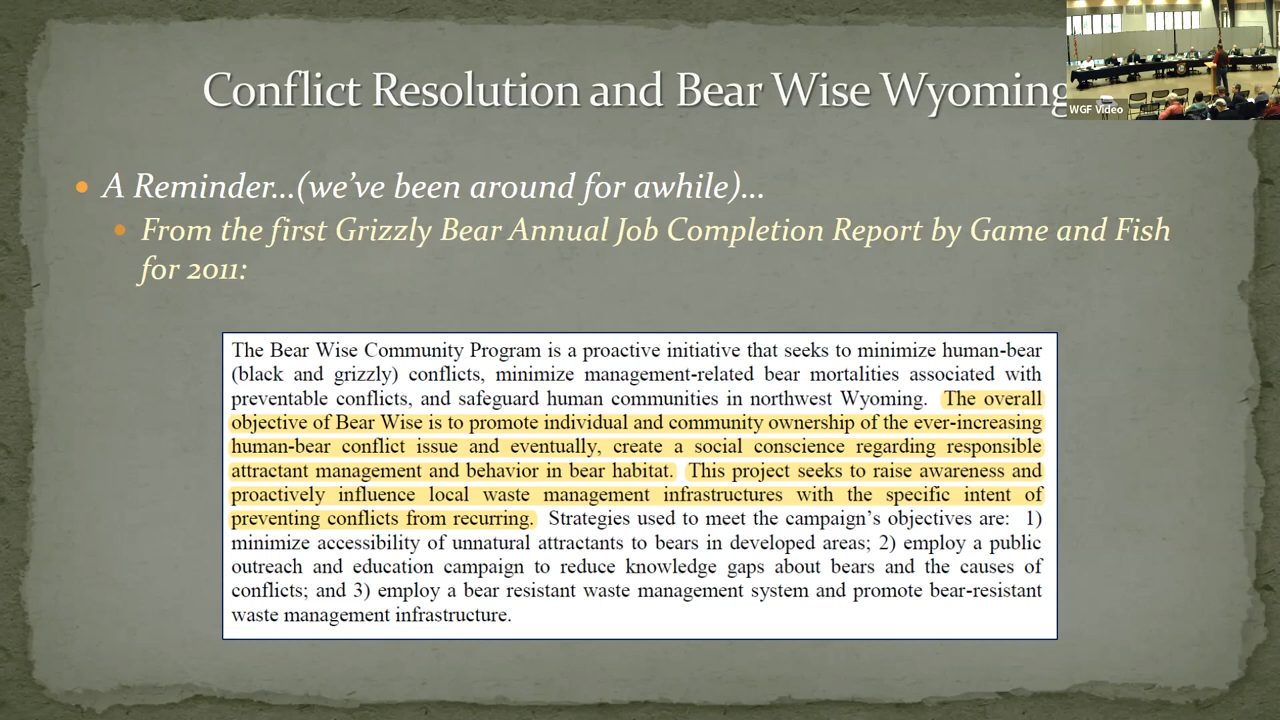 Conflict Resolution and Bear Wise Wyoming
WGF Video
A Reminder...(we've been around for awhile)...
From the first Grizzly Bear Annual Job Completion Report by Game and Fish
for 2011:
The Bear Wise Community Program is a proactive initiative that seeks to minimize human-bear
(black and grizzly) conflicts, minimize management-related bear mortalities associated with
preventable conflicts, and safeguard human communities in northwest Wyoming. The overall
objective of Bear Wise is to promote individual and community ownership of the ever-increasing
human-bear conflict issue and eventually, create a social conscience regarding responsible
attractant management and behavior in bear habitat. This project seeks to raise awareness and
proactively influence local waste management infrastructures with the specific intent of
preventing conflicts from recurring. Strategies used to meet the campaign's objectives are: 1)
minimize accessibility of unnatural attractants to bears in developed areas; 2) employ a public
outreach and education campaign to reduce knowledge gaps about bears and the causes of
conflicts; and 3) employ a bear resistant waste management system and promote bear-resistant
waste management infrastructure.